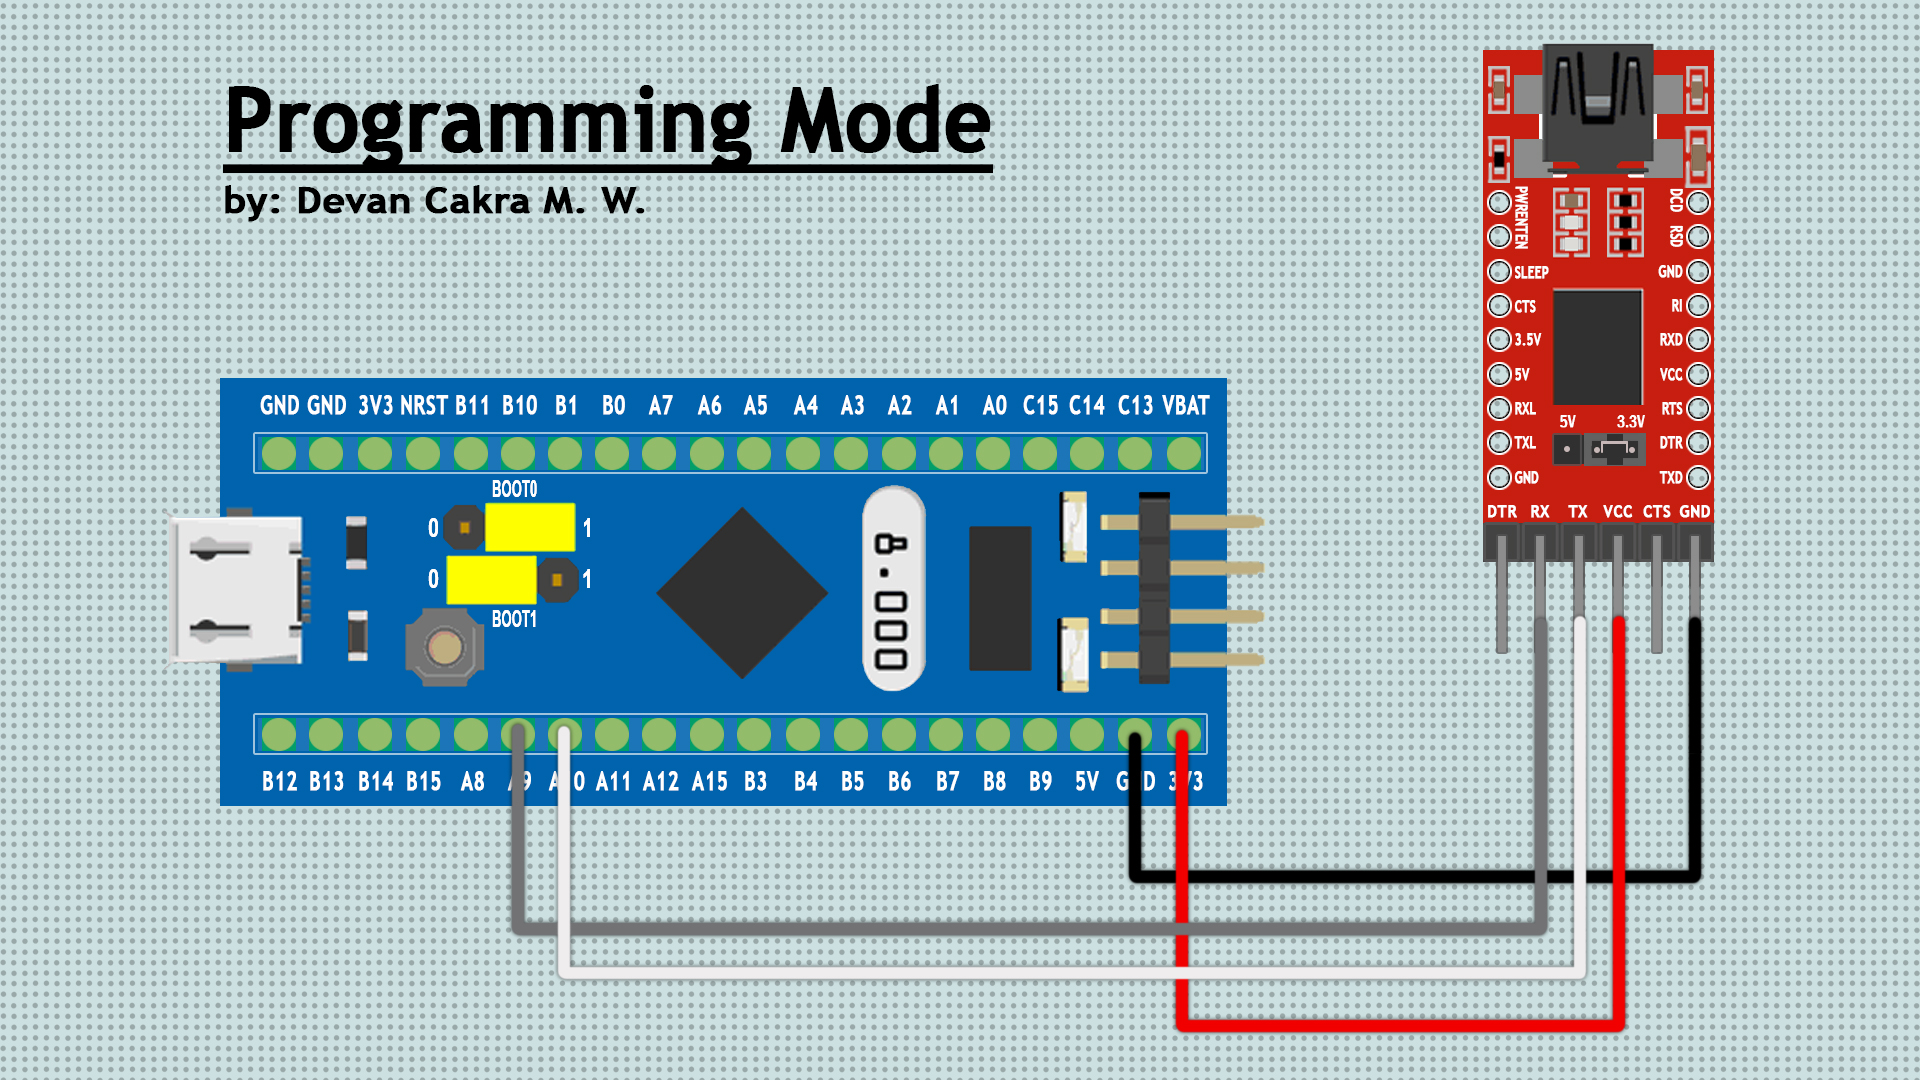 Programming Mode
by: Devan Cakra M. W.
PWRENTEN
DCD
RSD
SLEEP GND
CTS RI
3.5V RXD
5V VCC
RXL RTS
5V 3.3V
TXL DTR
GND TXD
DTR RX TX VCC CTS GND
GND GND 3V3 NRST B11 B10 B1 B0 A7 A6 A5 A4 A3 A2 A1 A0 C15 C14 C13 VBAT
BOOT0
0 1
0 1
BOOT1
B12 B13 B14 B15 A8 A9 A10 A11 A12 A15 B3 B4 B5 B6 B7 B8 B9 5V GND 3V3